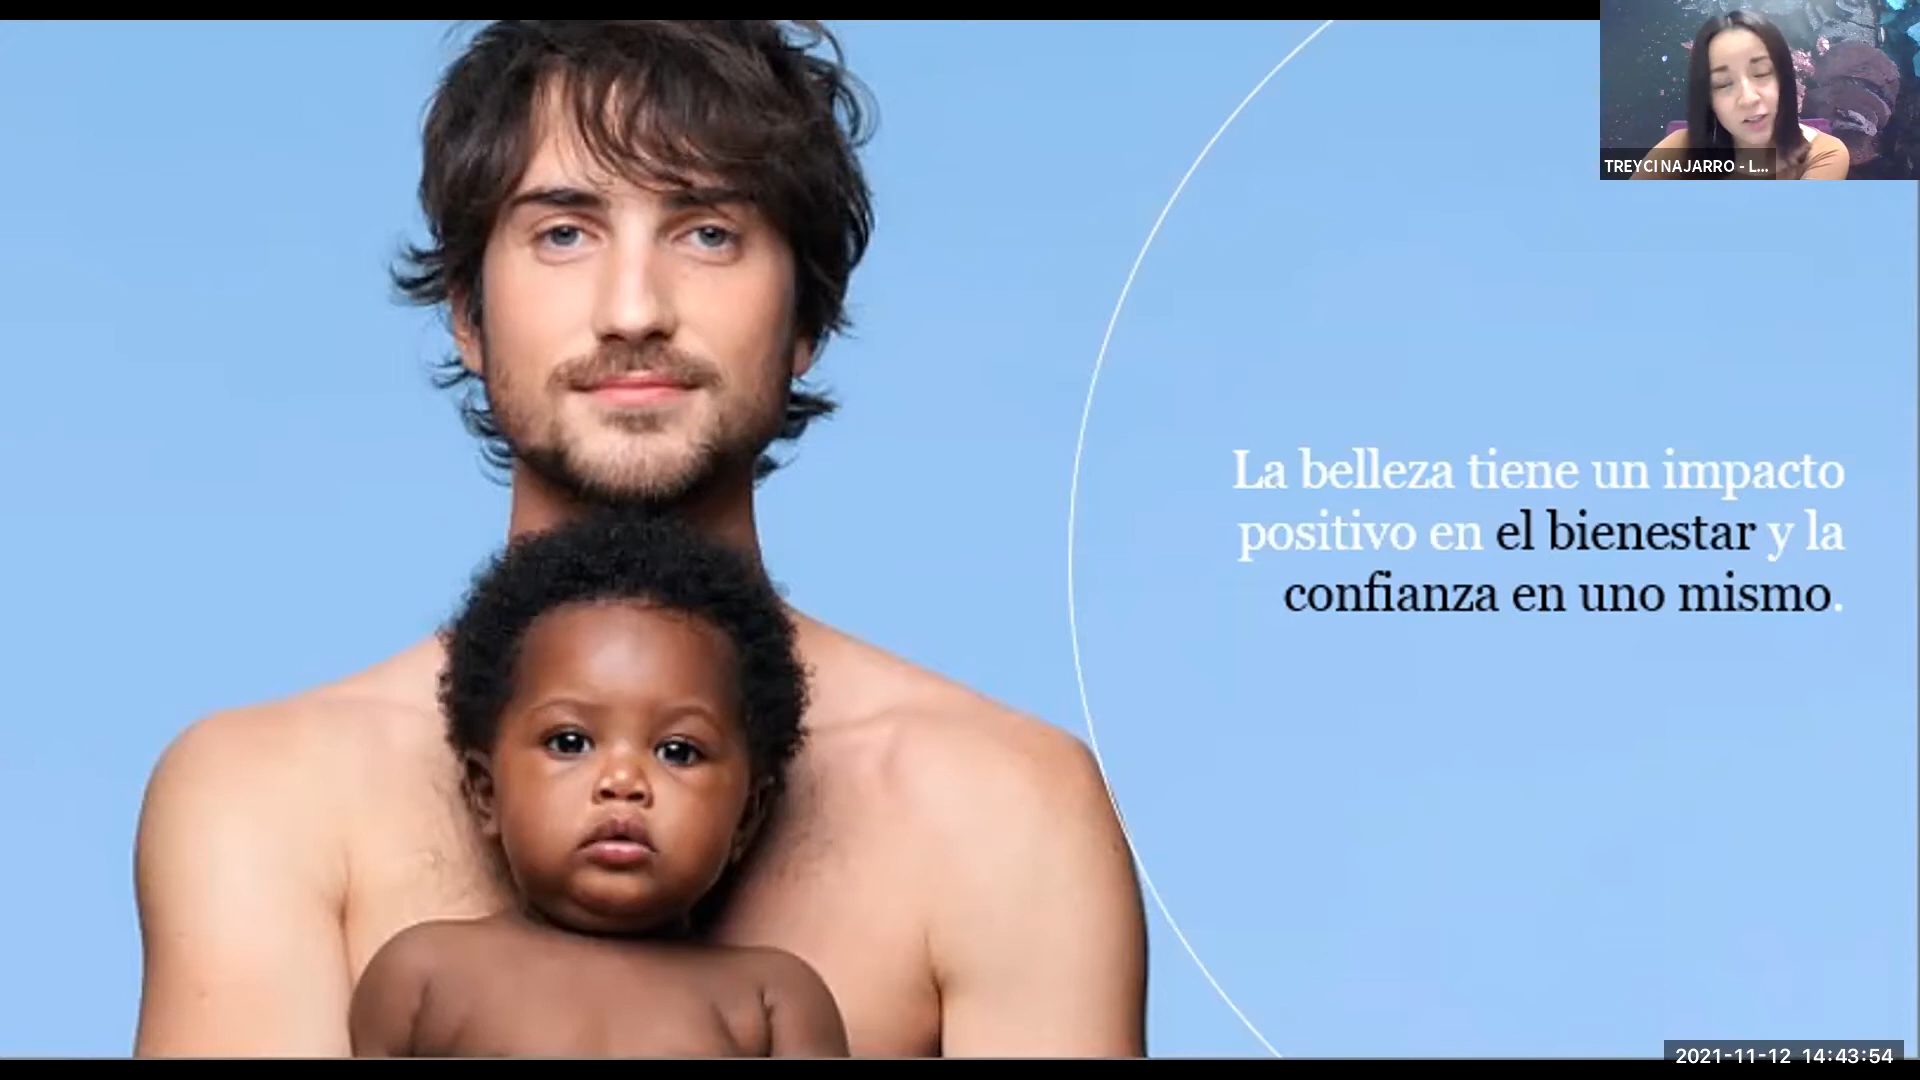 TREYCI NAJARRO - L...
La belleza tiene un impacto
positivo en el bienestar y la
confianza en uno mismo.
2021-11-12 14:43:54